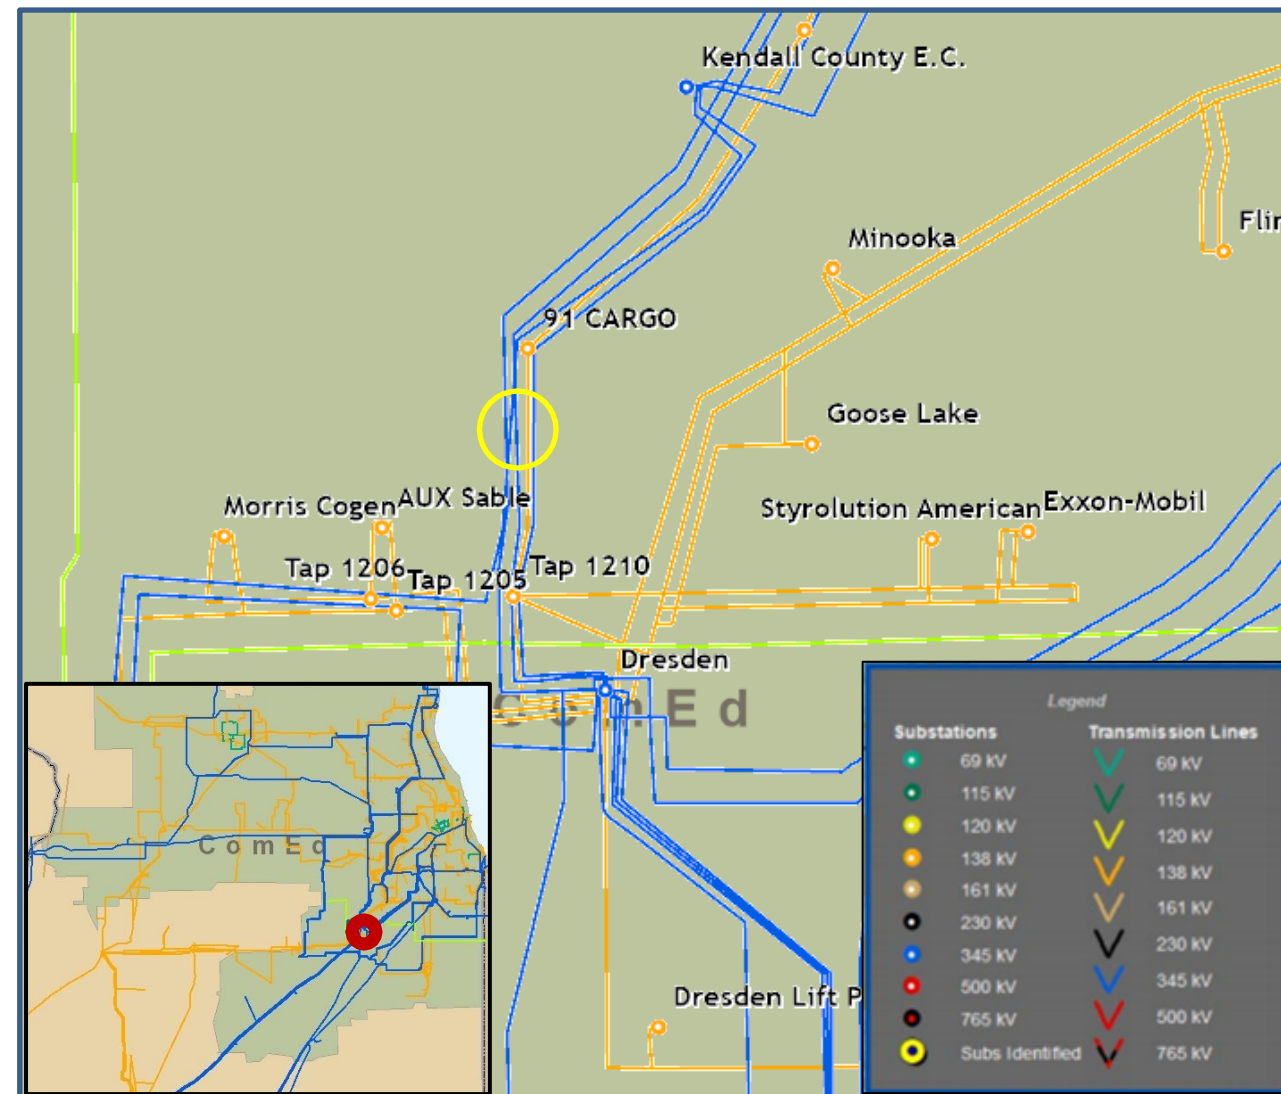 Kendall County E.C.
Flin
Minooka
91 CARGO
Goose Lake
Morris Cogen
AUX Sable
Styrolution American
Exxon-Mobil
Tap 1206
Tap 1205
Tap 1210
Dresden
ComEd
ComEd
Dresden Lift P
Legend
Substations Transmission Lines
69 kV 69 kV
115 kV 115 kV
120 kV 120 kV
138 kV 138 kV
161 kV 161 kV
230 kV 230 kV
345 kV 345 kV
500 kV 500 kV
765 kV 765 kV
Subs Identified